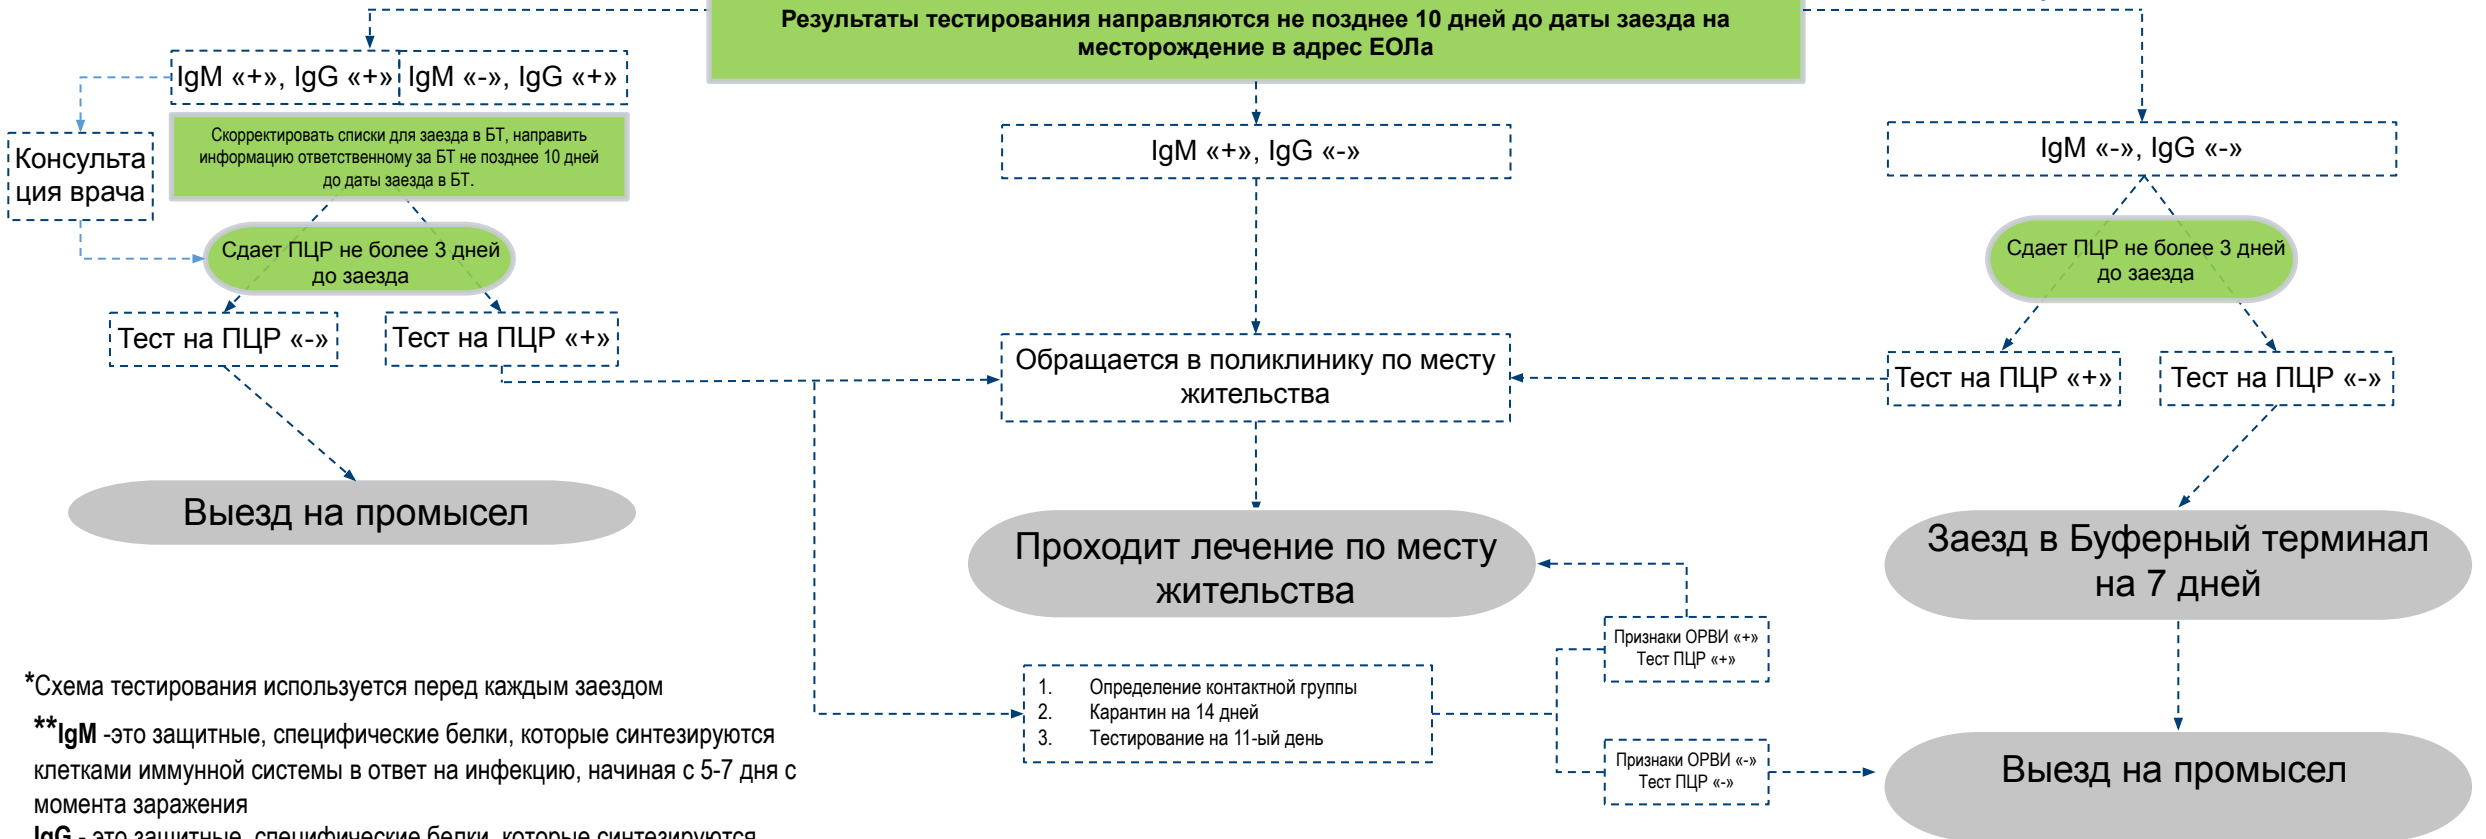 Результаты тестирования направляются не позднее 10 дней до даты заезда на
месторождение в адрес ЕОЛа
IgM «+», IgG «+»
IgM «-», IgG «+»
Консульта
ция врача
Скорректировать списки для заезда в БТ, направить
информацию ответственному за БТ не позднее 10 дней
до даты заезда в БТ.
IgM «+», IgG «-»
IgM «-», IgG «-»
Сдает ПЦР не более 3 дней
до заезда
Сдает ПЦР не более 3 дней
до заезда
Тест на ПЦР «-»
Тест на ПЦР «+»
Обращается в поликлинику по месту
жительства
Тест на ПЦР «+»
Тест на ПЦР «-»
Выезд на промысел
Проходит лечение по месту
жительства
Заезд в Буферный терминал
на 7 дней
Признаки ОРВИ «+»
Тест ПЦР «+»
1. Определение контактной группы
2. Карантин на 14 дней
3. Тестирование на 11-ый день
Признаки ОРВИ «-»
Тест ПЦР «-»
Выезд на промысел
*Схема тестирования используется перед каждым заездом
**IgM -это защитные, специфические белки, которые синтезируются
клетками иммунной системы в ответ на инфекцию, начиная с 5-7 дня с
момента заражения
IgG - это защитные, специфические белки, которые синтезируются